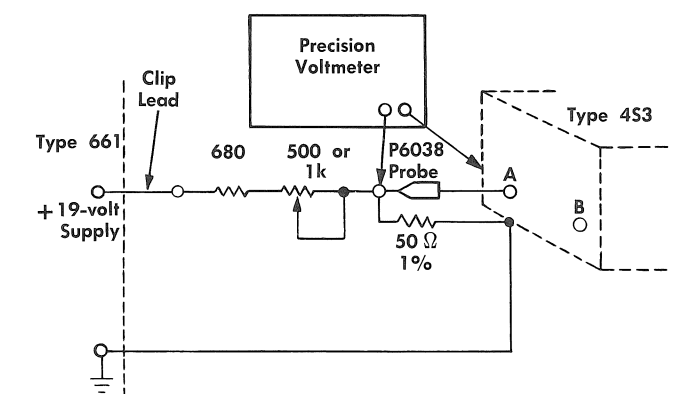 Precision
Voltmeter
Clip
Lead
Type 4S3
Type 661
680
500 or
1k
P6038
Probe
A
+19-volt
Supply
B
50 Ω
1%